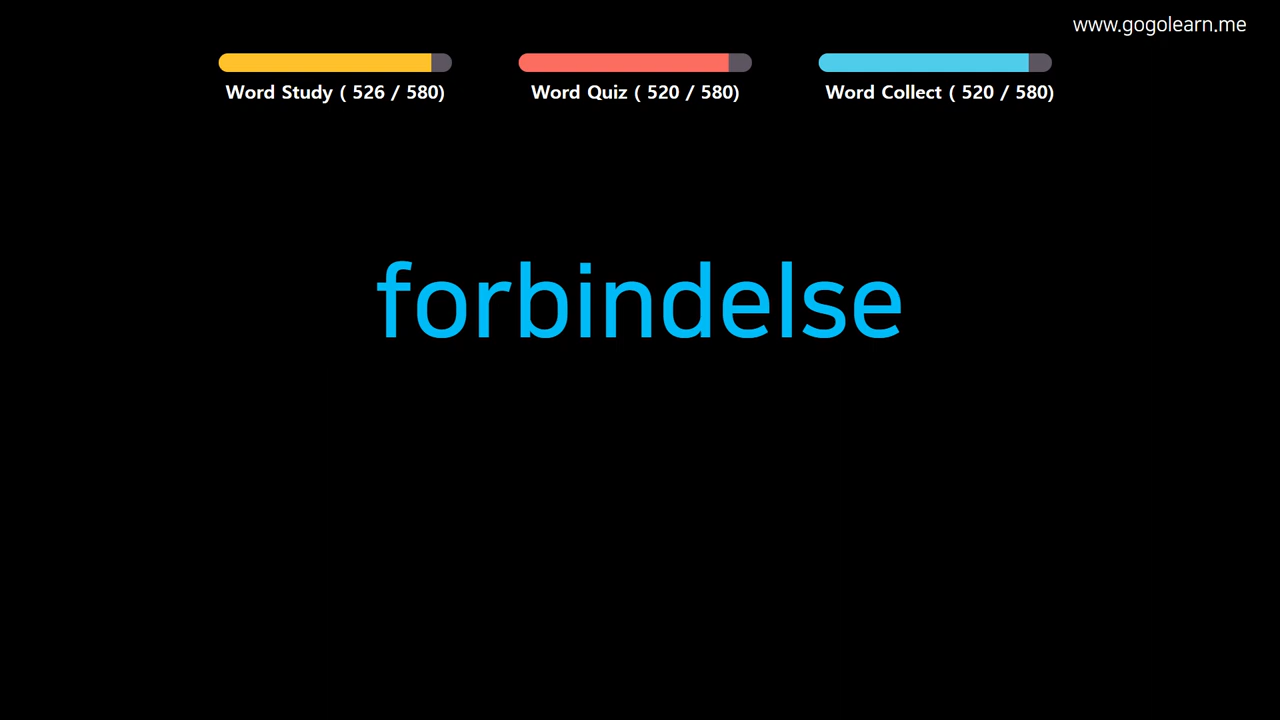 www.gogolearn.me
Word Study ( 526 / 580)
Word Quiz ( 520 / 580)
Word Collect ( 520 / 580)
forbindelse